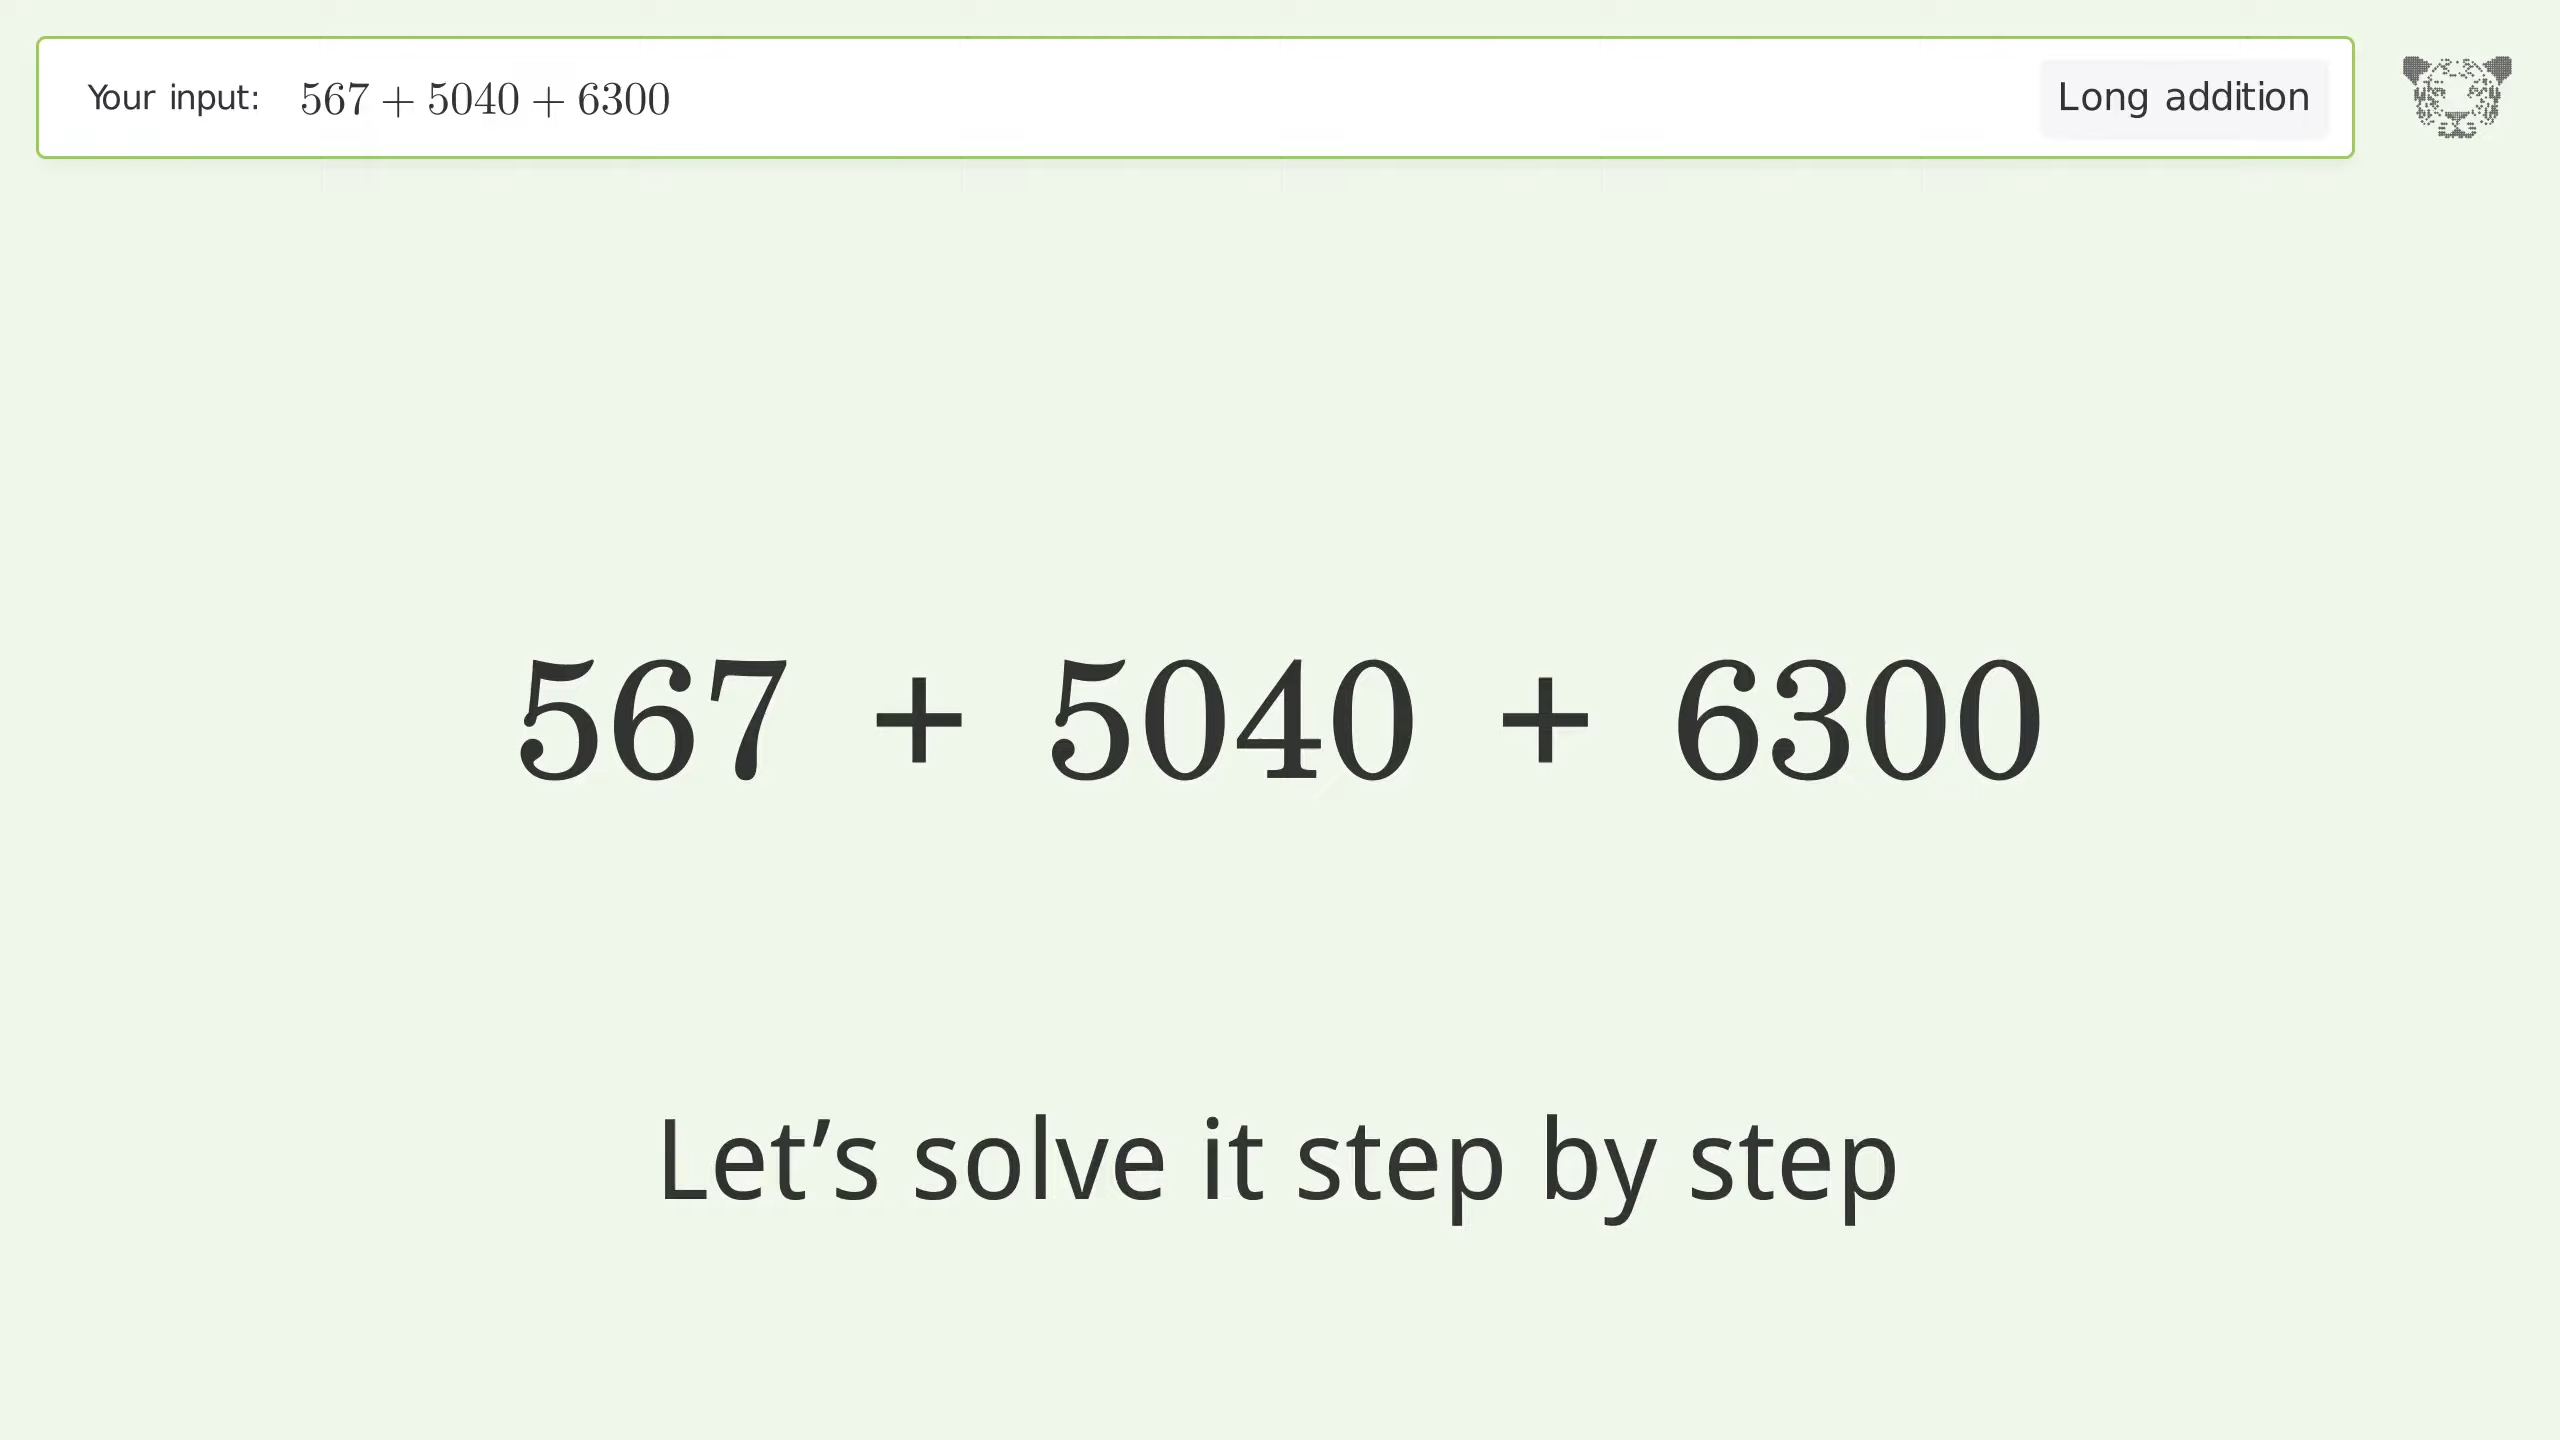 Your input: 567 + 5040 + 6300 Long addition
567 + 5040 + 6300
Let’s solve it step by step